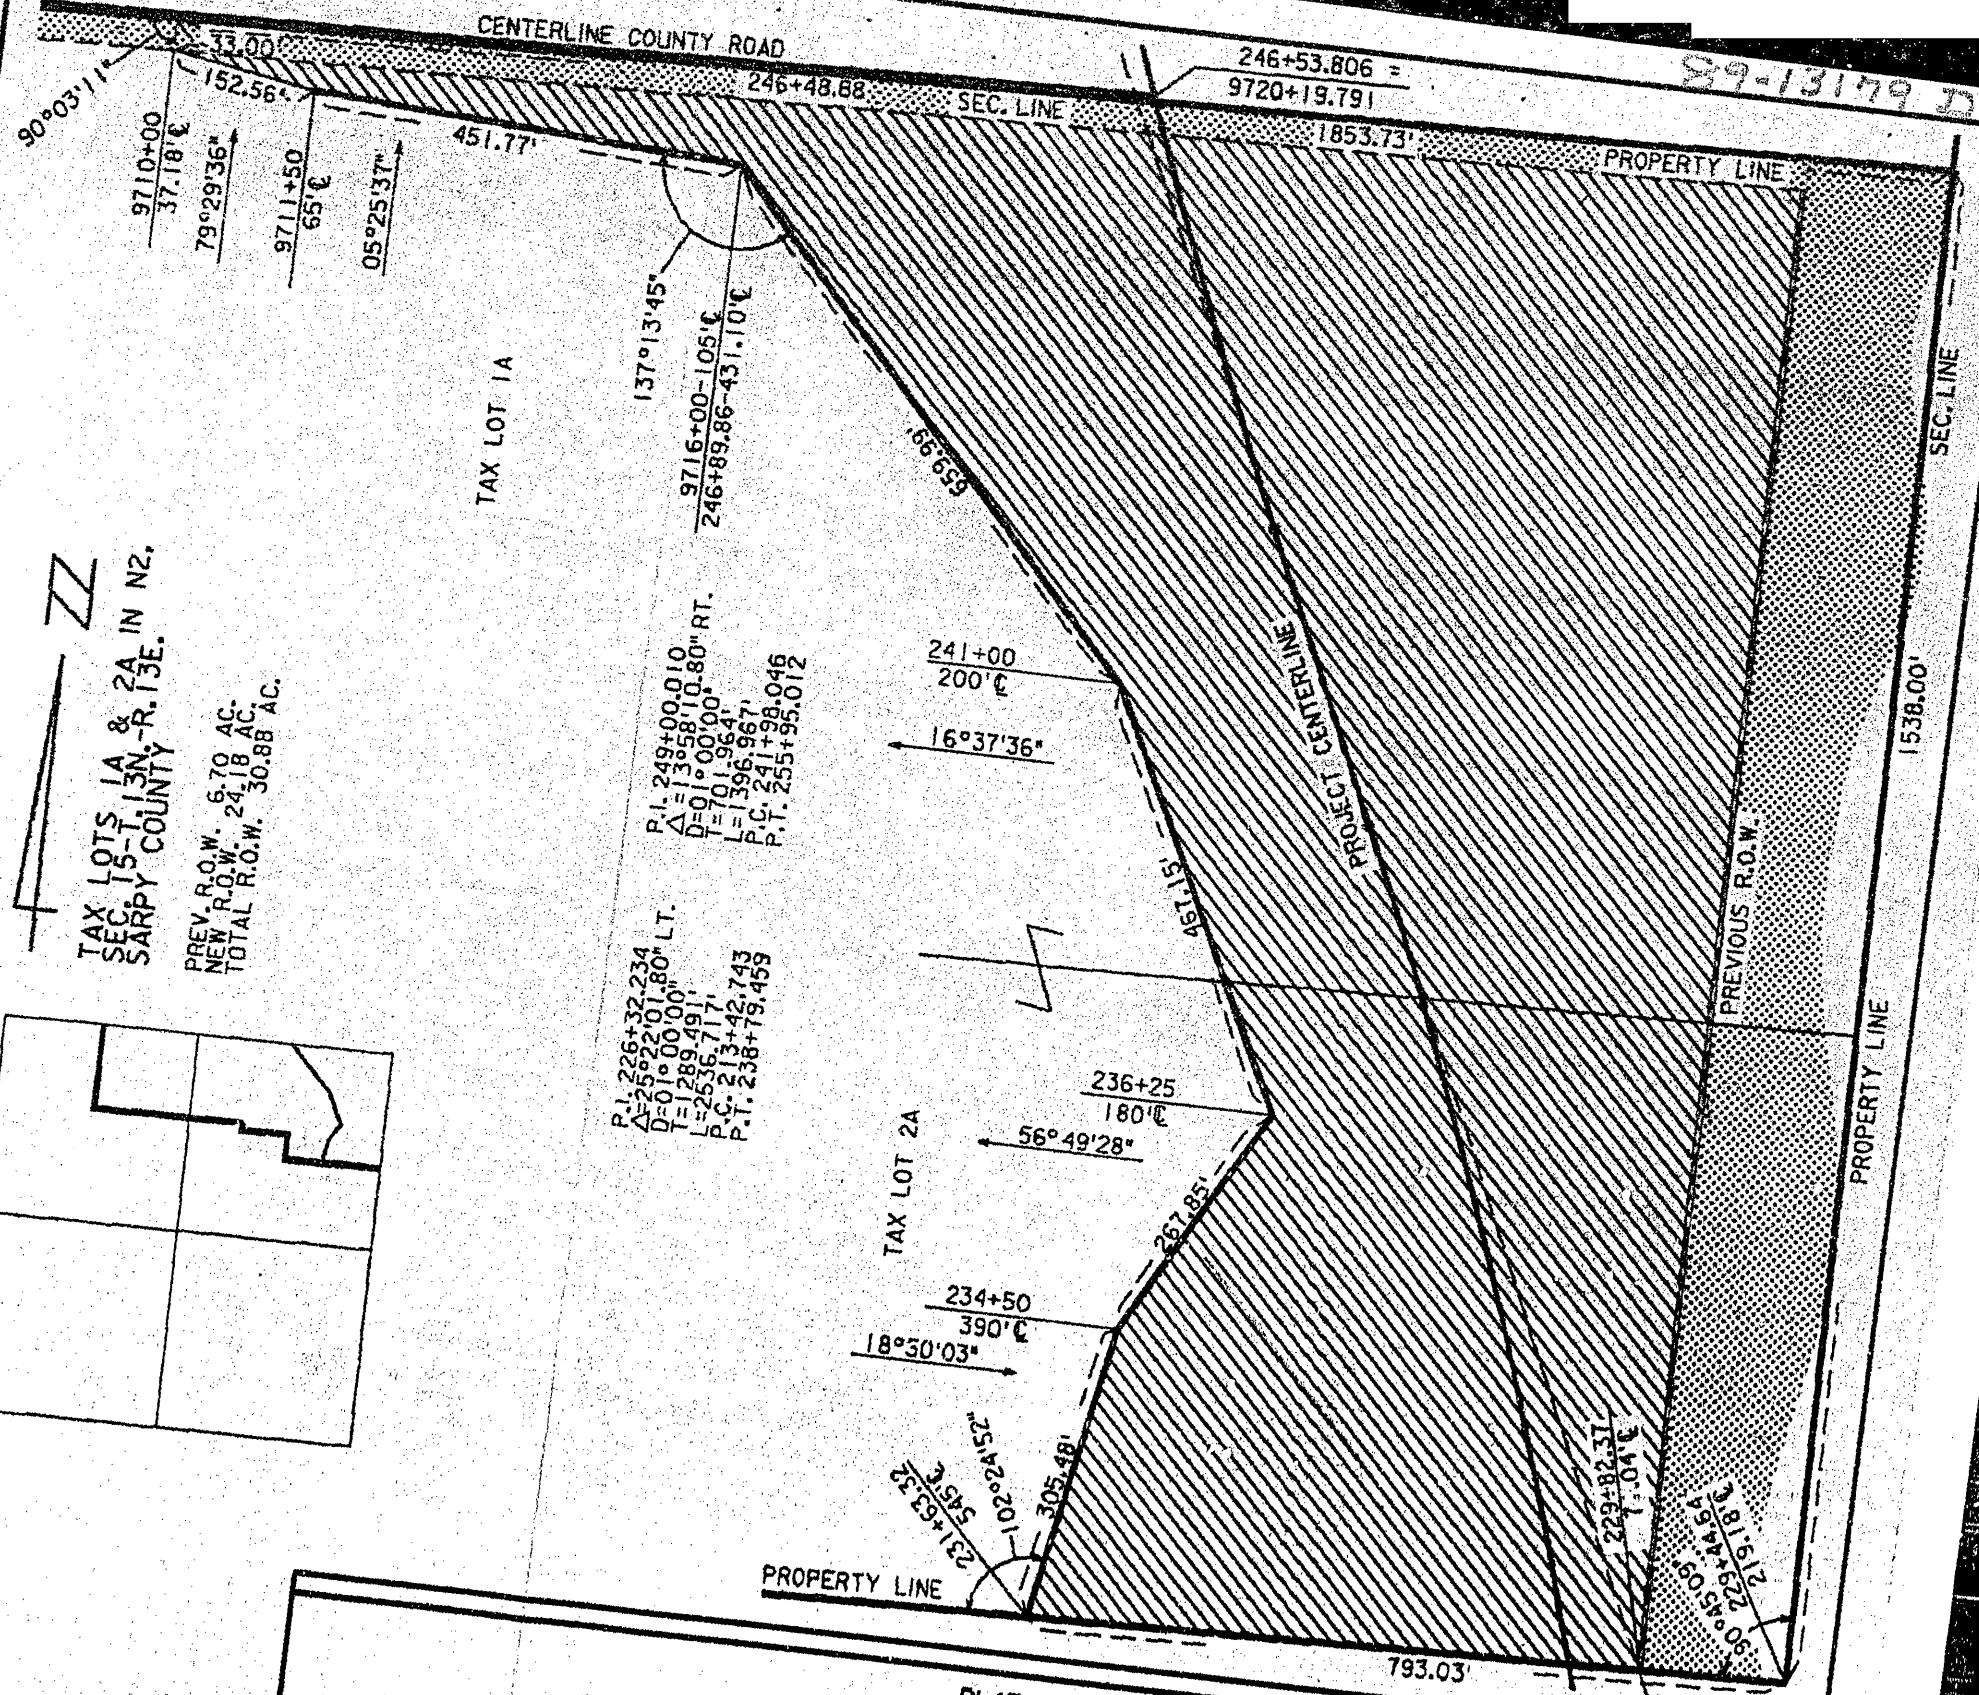 CENTERLINE COUNTY ROAD
33.00'
152.56'
90°03'11"
246+48.88
SEC. LINE
246+53.806 =
9720+19.791
89-13179 D
1853.73'
PROPERTY LINE
451.77'
9710+00
37.18'℄
79°29'36"
9711+50
65'℄
05°25'37"
137°13'45"
9716+00-105'℄
246+89.86-431.10'℄
TAX LOT 1A
659.99'
SEC. LINE
1538.00'
TAX LOTS 1A & 2A IN N2,
SEC. 15-T.13N.-R.13E.
SARPY COUNTY
PREV. R.O.W. 6.70 AC.
NEW R.O.W. 24.18 AC.
TOTAL R.O.W. 30.88 AC.
P.I. 249+00.010
△=13°58'10.80" RT.
D=01°00'00"
T=701.964'
L=1396.967'
P.C. 241+98.046
P.T. 255+95.012
241+00
200'℄
16°37'36"
PROJECT CENTERLINE
467.15'
PREVIOUS R.O.W.
P.I. 226+32.234
△=25°22'01.80" LT.
D=01°00'00"
T=1289.491'
L=2536.717'
P.C. 213+42.743
P.T. 238+79.459
236+25
180'℄
56°49'28"
TAX LOT 2A
267.85'
PROPERTY LINE
234+50
390'℄
18°30'03"
305.48'
102°24'52"
231+63.32
545'℄
229+82.37
1.04'℄
229+44.54
219.18'℄
90°45'09"
PROPERTY LINE
793.03'